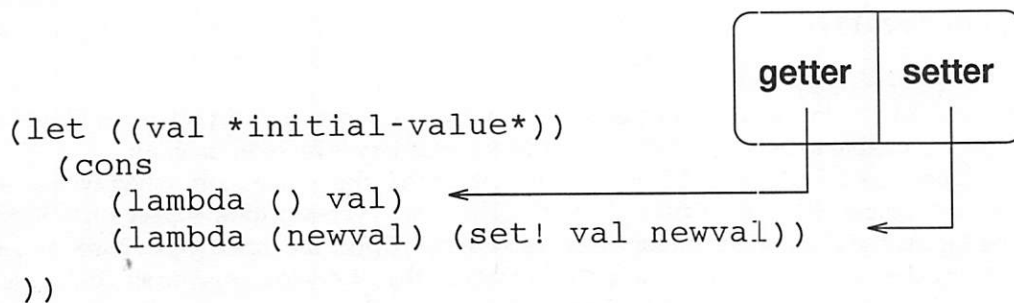 getter setter
(let ((val *initial-value*))
(cons
(lambda () val)
(lambda (newval) (set! val newval))
))